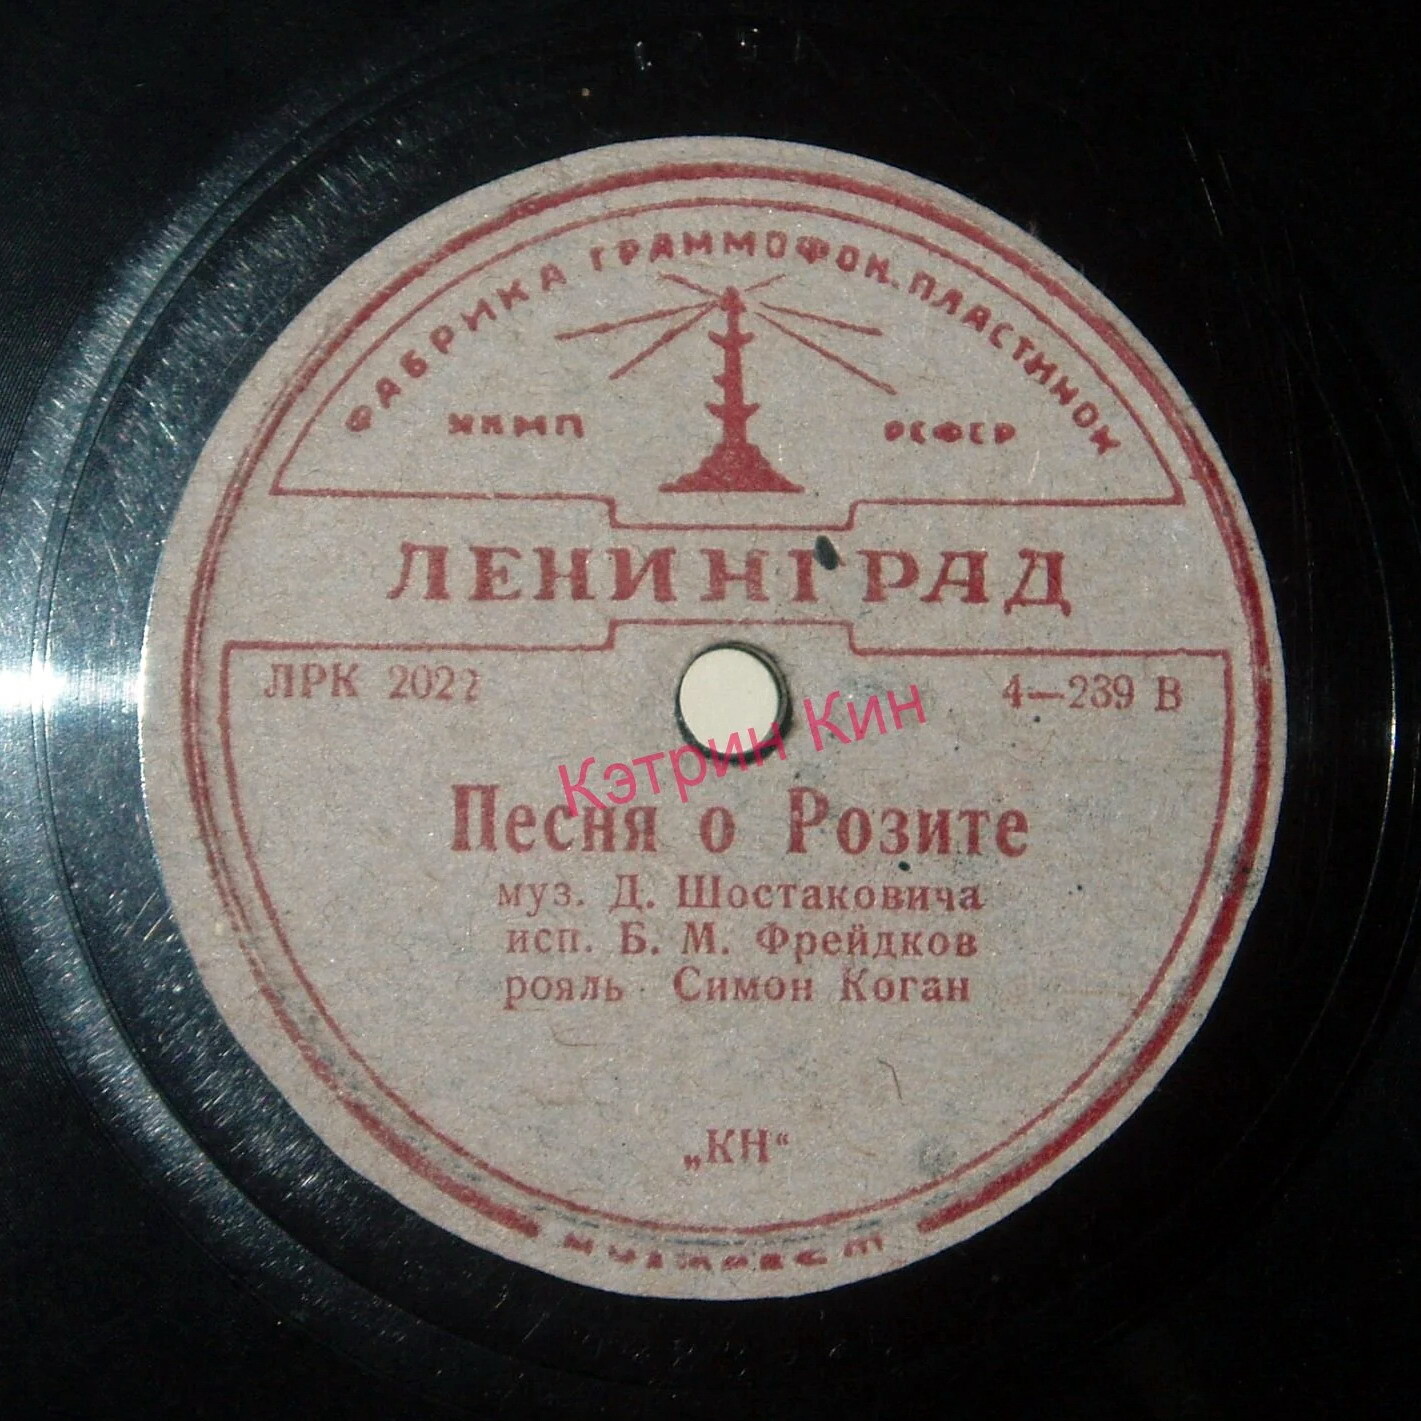 ФАБРИКА ГРАММОФОН. ПЛАСТИНОК
НКМП РСФСР
ЛЕНИНГРАД
ЛРК 2022 4—239 В
Кэтрин Кин
Песня о Розите
муз. Д. Шостаковича
исп. Б. М. Фрейдков
рояль Симон Коган
„КН“